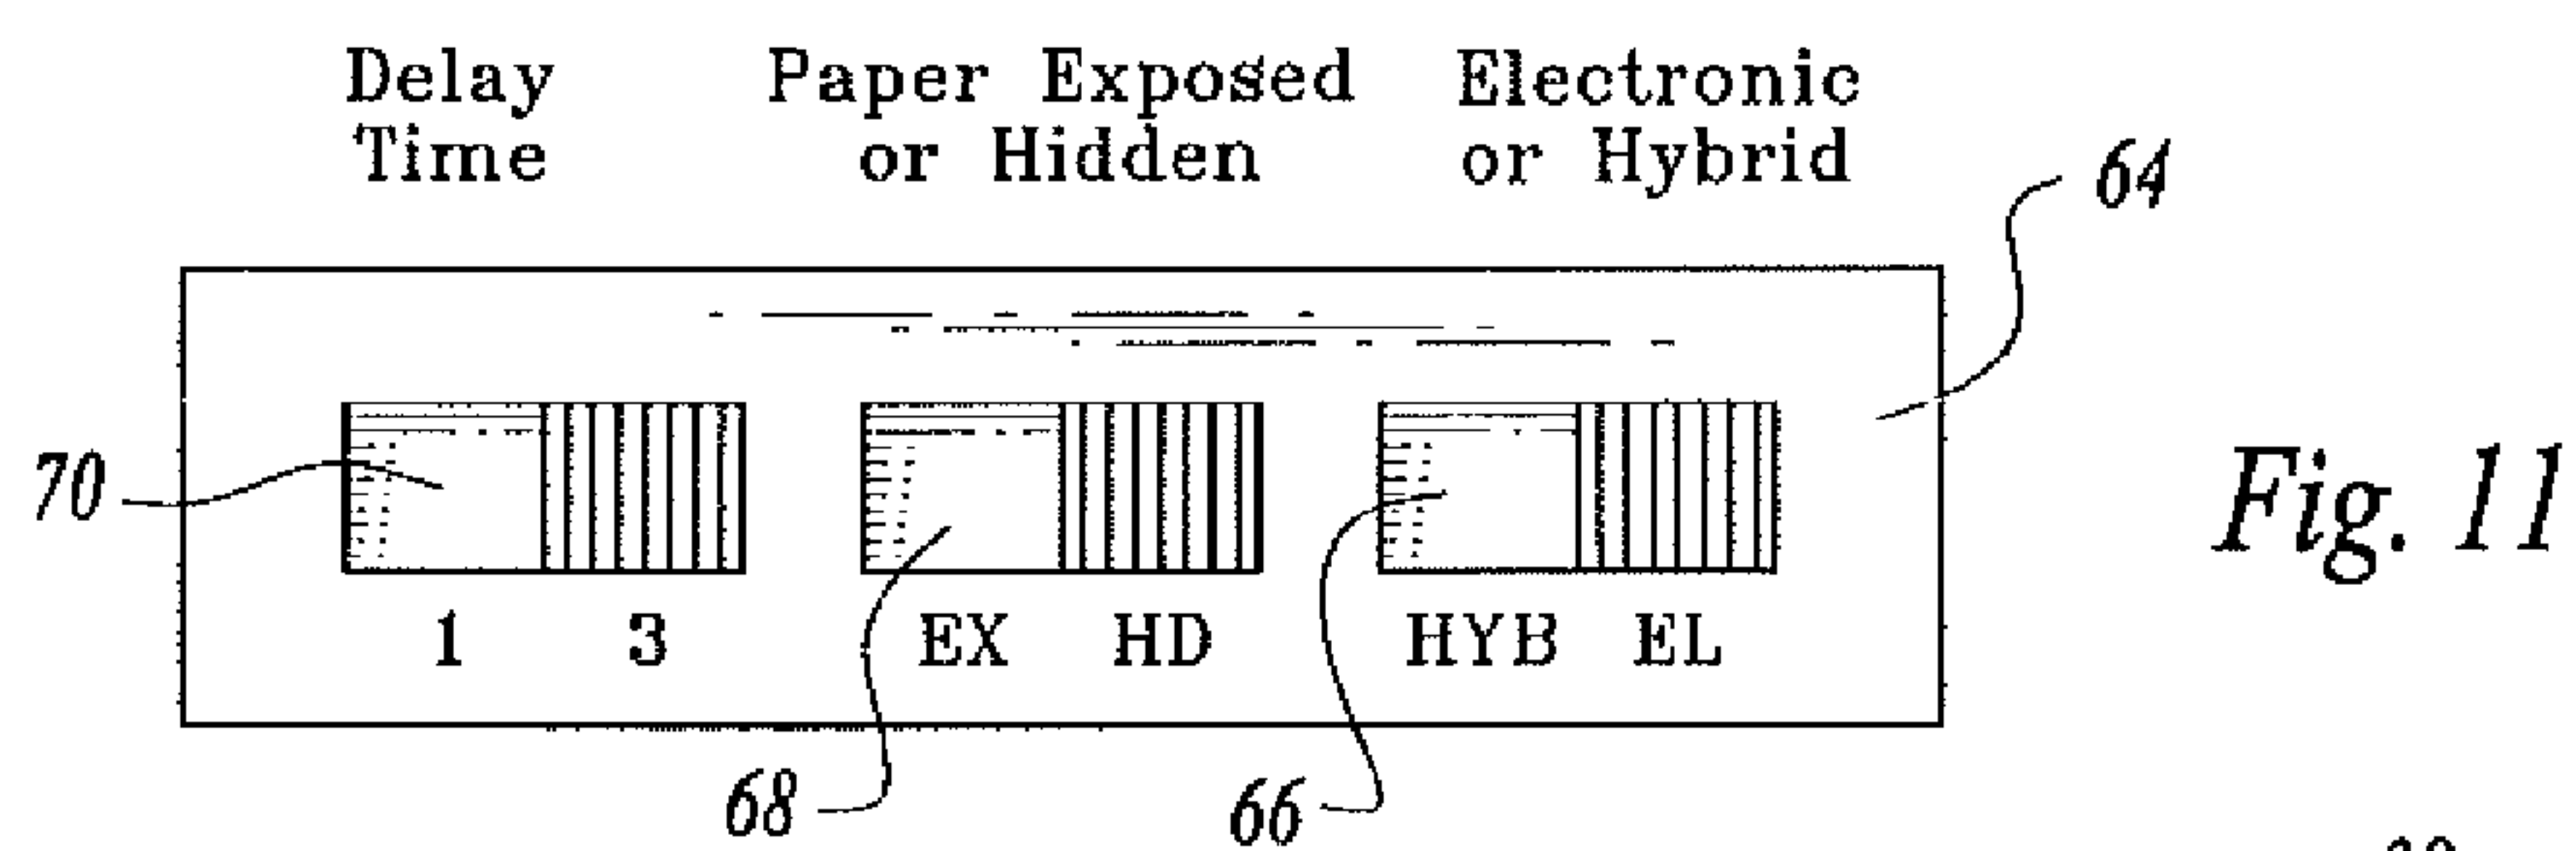 Delay
Time
Paper Exposed
or Hidden
Electronic
or Hybrid
64
70
1 3
EX HD
HYB EL
68
66
Fig. 11